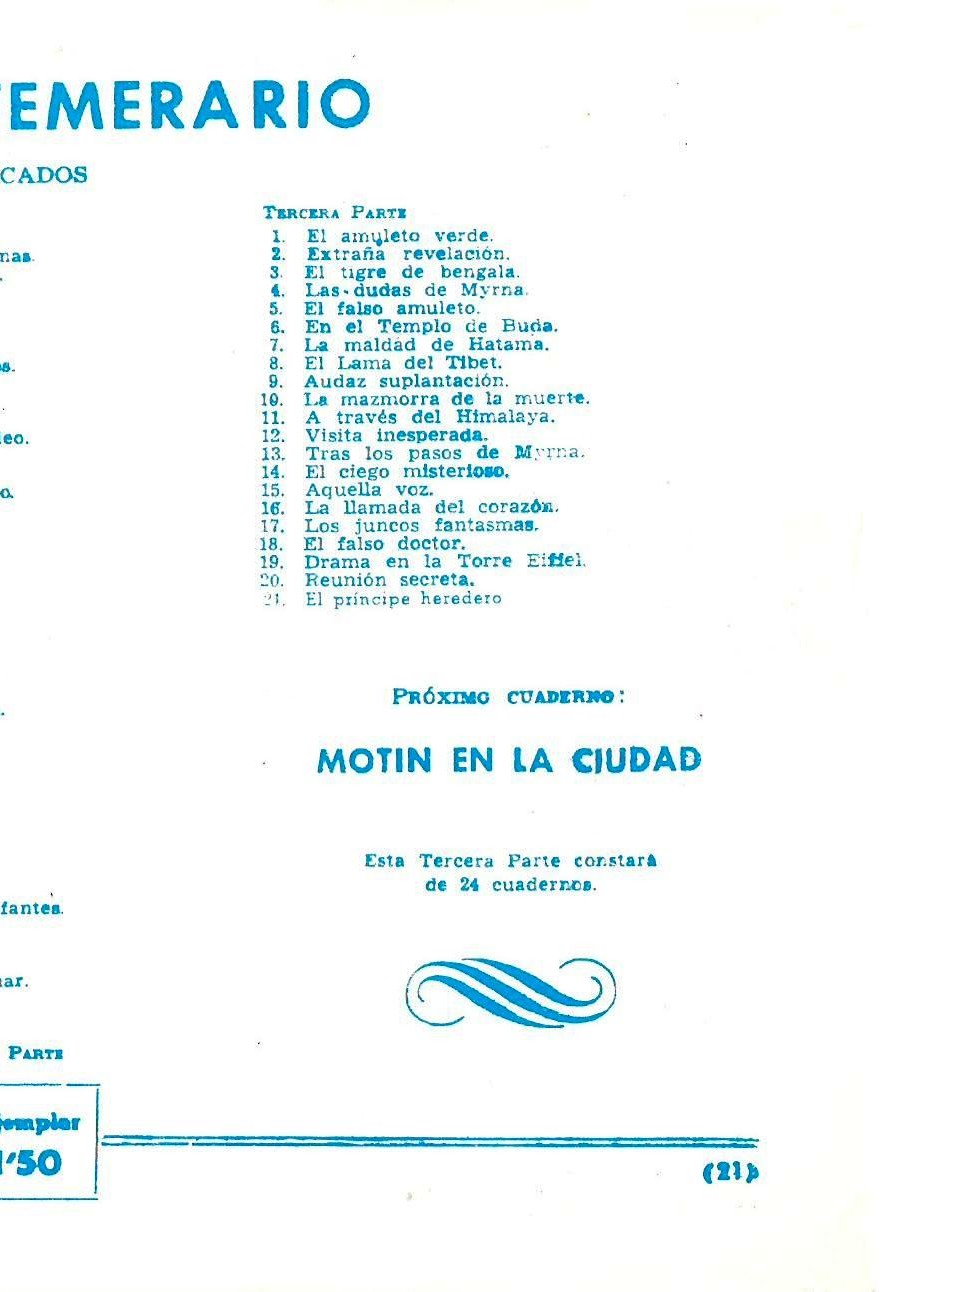 TEMERARIO
CADOS
Tercera Parte
1. El amuleto verde.
2. Extraña revelación.
3. El tigre de bengala.
4. Las dudas de Myrna.
5. El falso amuleto.
6. En el Templo de Buda.
7. La maldad de Hatama.
8. El Lama del Tibet.
9. Audaz suplantación.
10. La mazmorra de la muerte.
11. A través del Himalaya.
12. Visita inesperada.
13. Tras los pasos de Myrna.
14. El ciego misterioso.
15. Aquella voz.
16. La llamada del corazón.
17. Los juncos fantasmas.
18. El falso doctor.
19. Drama en la Torre Eiffel.
20. Reunión secreta.
21. El príncipe heredero
nas.
s.
leo.
o.
Próximo cuaderno:
MOTIN EN LA CIUDAD
Esta Tercera Parte constará
de 24 cuadernos.
fantes.
ar.
Parte
jemplar
1'50
(21)